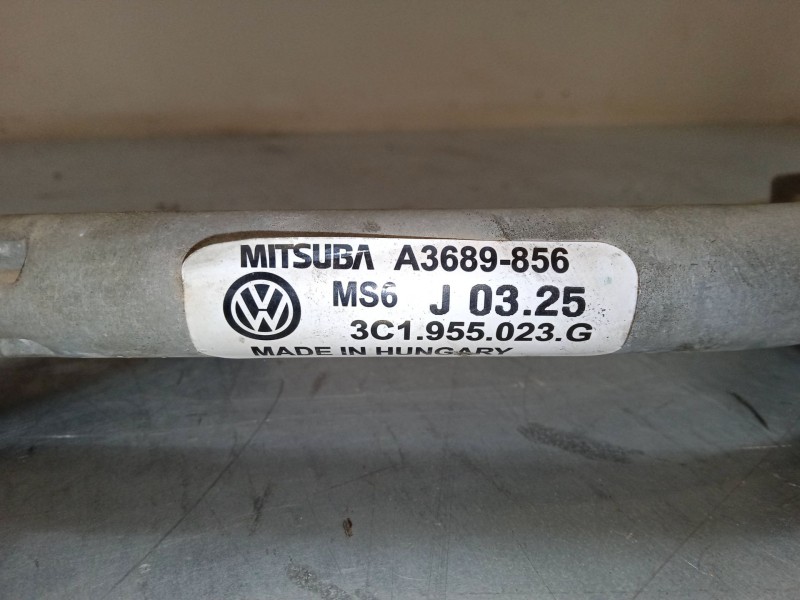 MITSUBA A3689-856
MS6 J 03.25
3C1.955.023.G
MADE IN HUNGARY